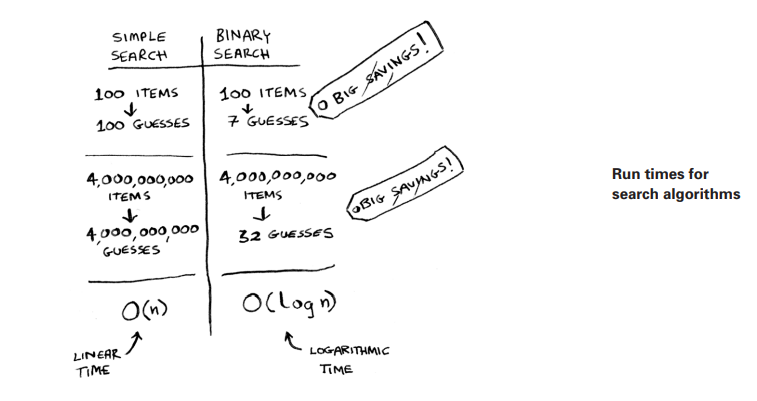 SIMPLE
SEARCH
BINARY
SEARCH
100 ITEMS
100 GUESSES
100 ITEMS
7 GUESSES
BIG SAVINGS!
4,000,000,000
ITEMS
4,000,000,000
GUESSES
4,000,000,000
ITEMS
32 GUESSES
BIG SAVINGS!
O(n)
O(log n)
LINEAR
TIME
LOGARITHMIC
TIME
Run times for
search algorithms